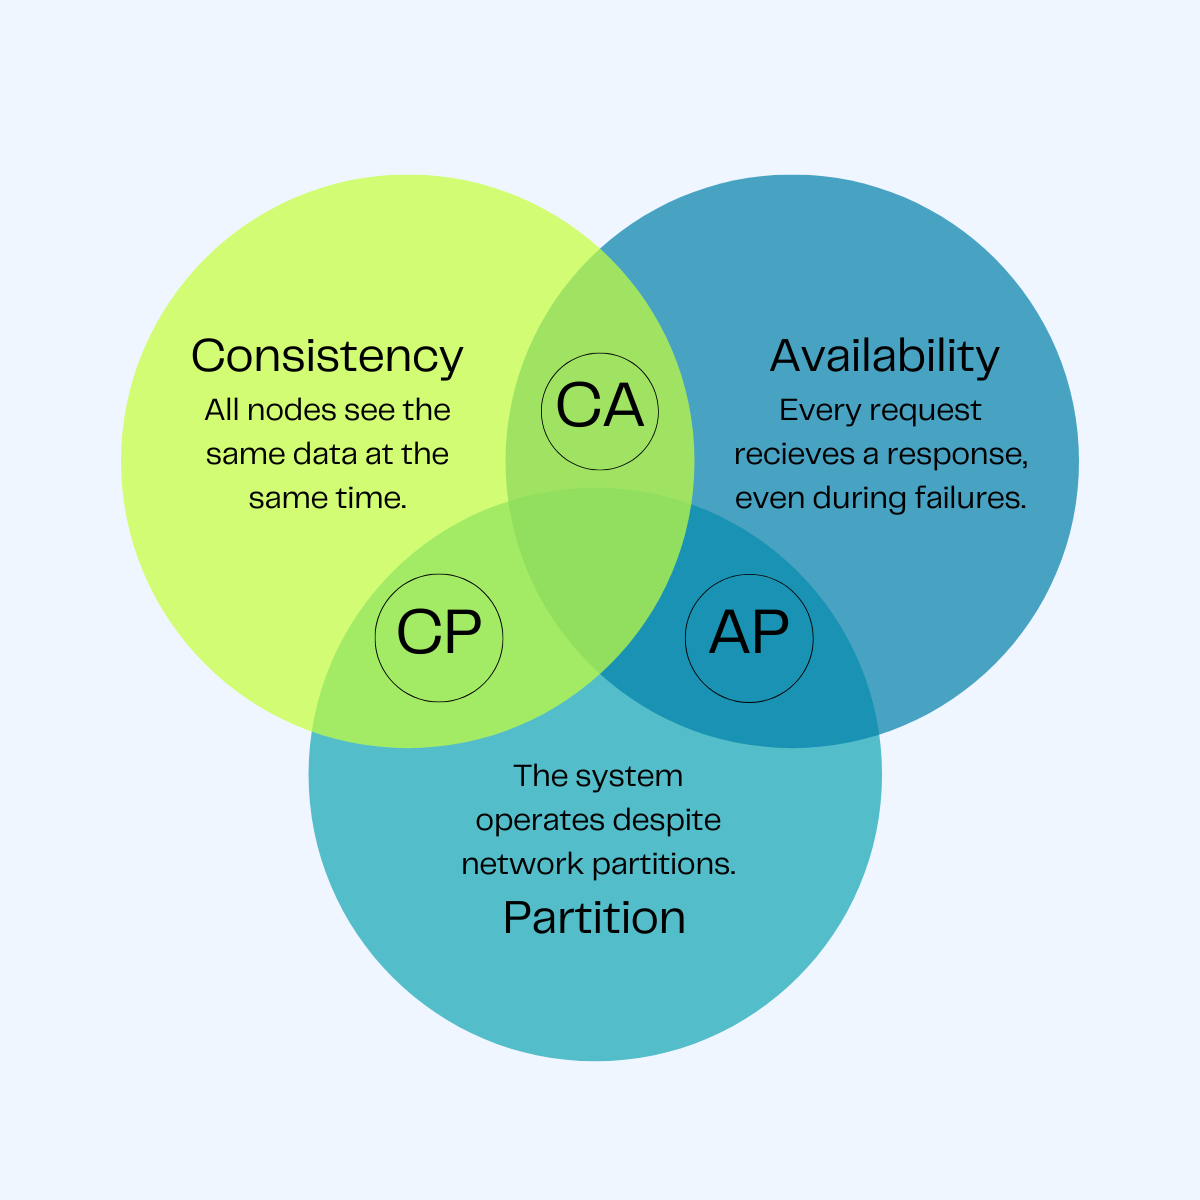 Consistency
All nodes see the
same data at the
same time.
CA
Availability
Every request
recieves a response,
even during failures.
CP
AP
The system
operates despite
network partitions.
Partition